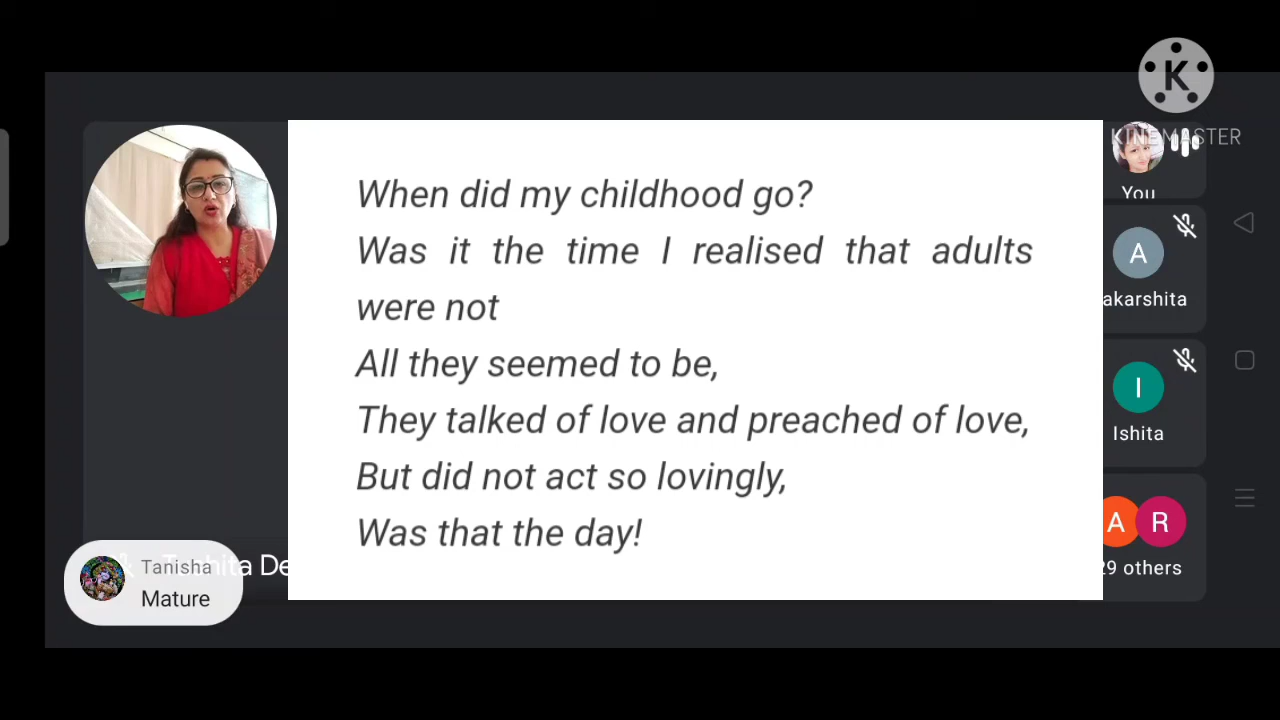 K
KINEMASTER
When did my childhood go?
Was it the time I realised that adults
were not
All they seemed to be,
They talked of love and preached of love,
But did not act so lovingly,
Was that the day!
You
A
akarshita
I
Ishita
A R
29 others
De
Tanisha
Mature